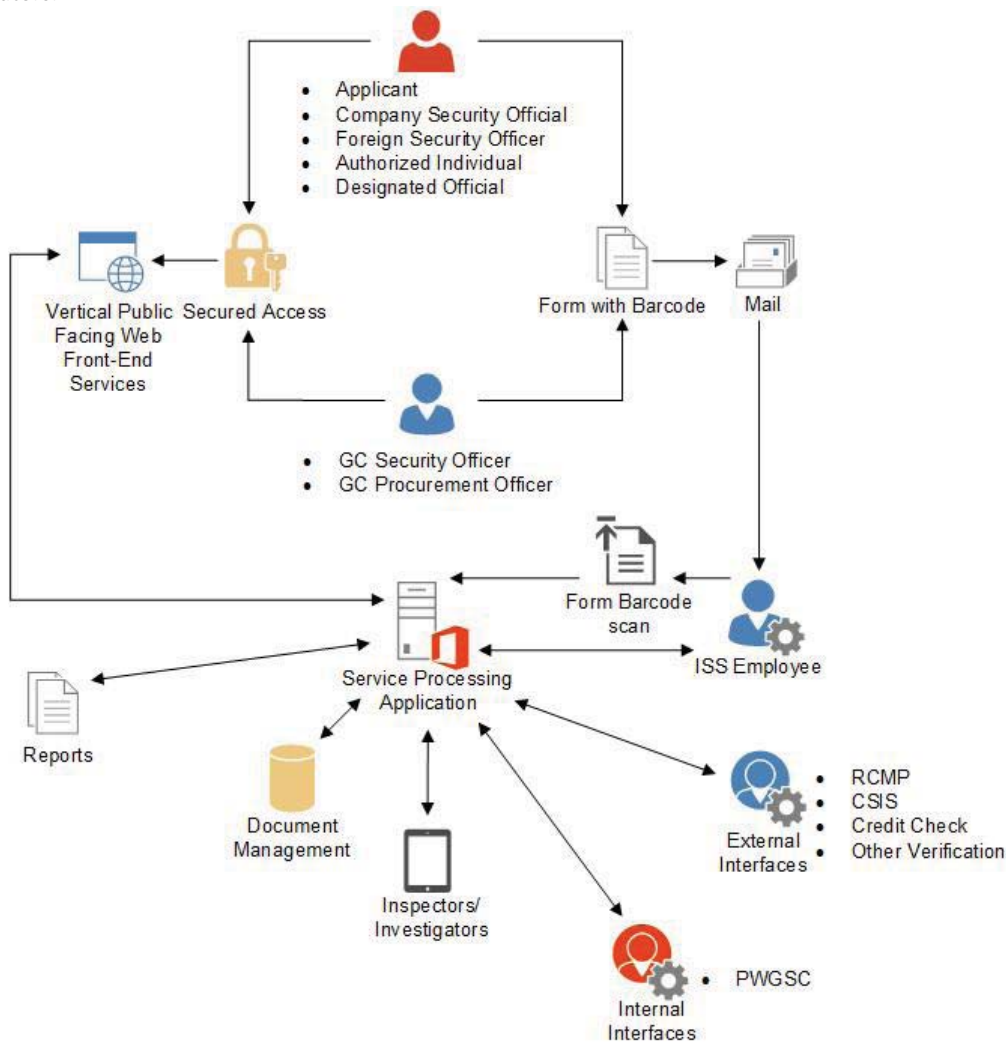 • Applicant
• Company Security Official
• Foreign Security Officer
• Authorized Individual
• Designated Official
Vertical Public
Facing Web
Front-End
Services
Secured Access
Form with Barcode
Mail
• GC Security Officer
• GC Procurement Officer
Form Barcode
scan
ISS Employee
Service Processing
Application
Reports
Document
Management
Inspectors/
Investigators
External
Interfaces
• RCMP
• CSIS
• Credit Check
• Other Verification
Internal
Interfaces
• PWGSC